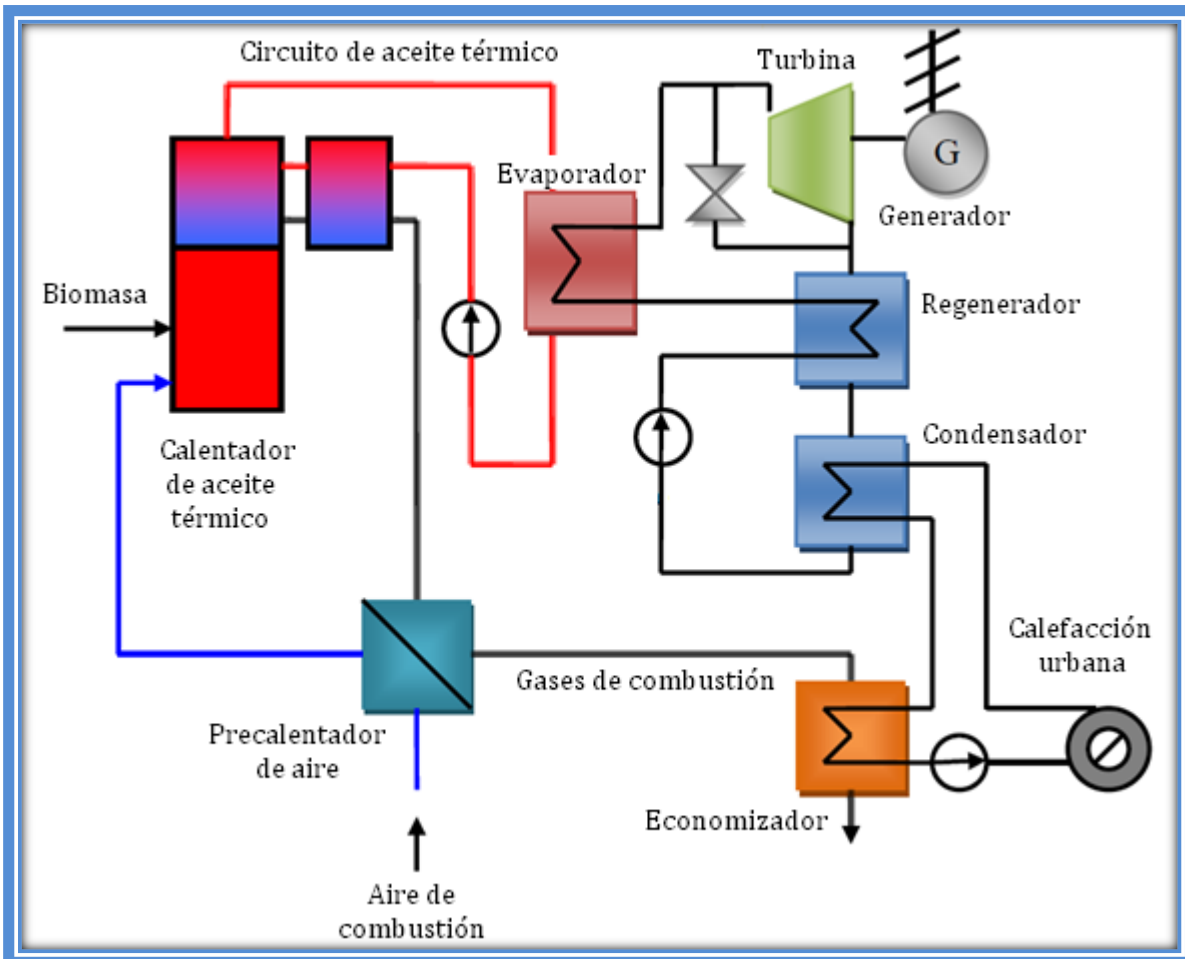 Circuito de aceite térmico
Turbina
G
Evaporador
Generador
Biomasa
Regenerador
Calentador
de aceite
térmico
Condensador
Calefacción
urbana
Gases de combustión
Precalentador
de aire
Economizador
Aire de
combustión